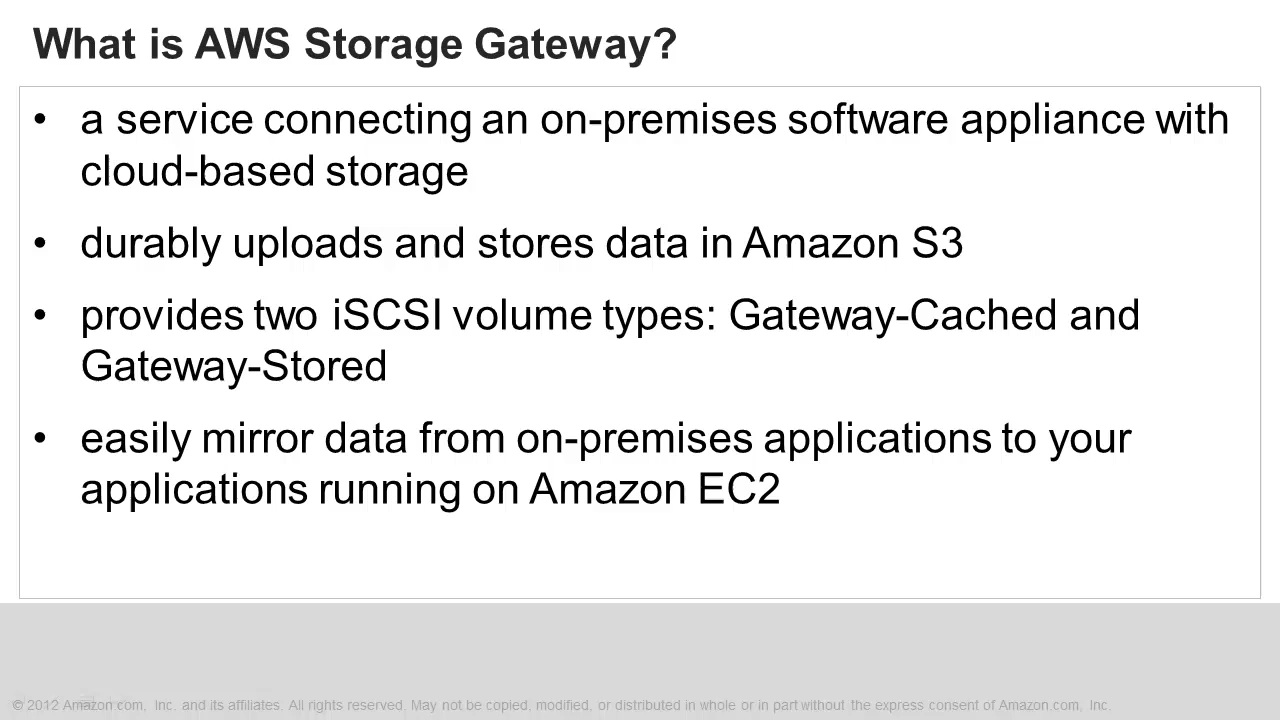 What is AWS Storage Gateway?
• a service connecting an on-premises software appliance with
cloud-based storage
• durably uploads and stores data in Amazon S3
• provides two iSCSI volume types: Gateway-Cached and
Gateway-Stored
• easily mirror data from on-premises applications to your
applications running on Amazon EC2
© 2012 Amazon.com, Inc. and its affiliates. All rights reserved. May not be copied, modified, or distributed in whole or in part without the express consent of Amazon.com, Inc.